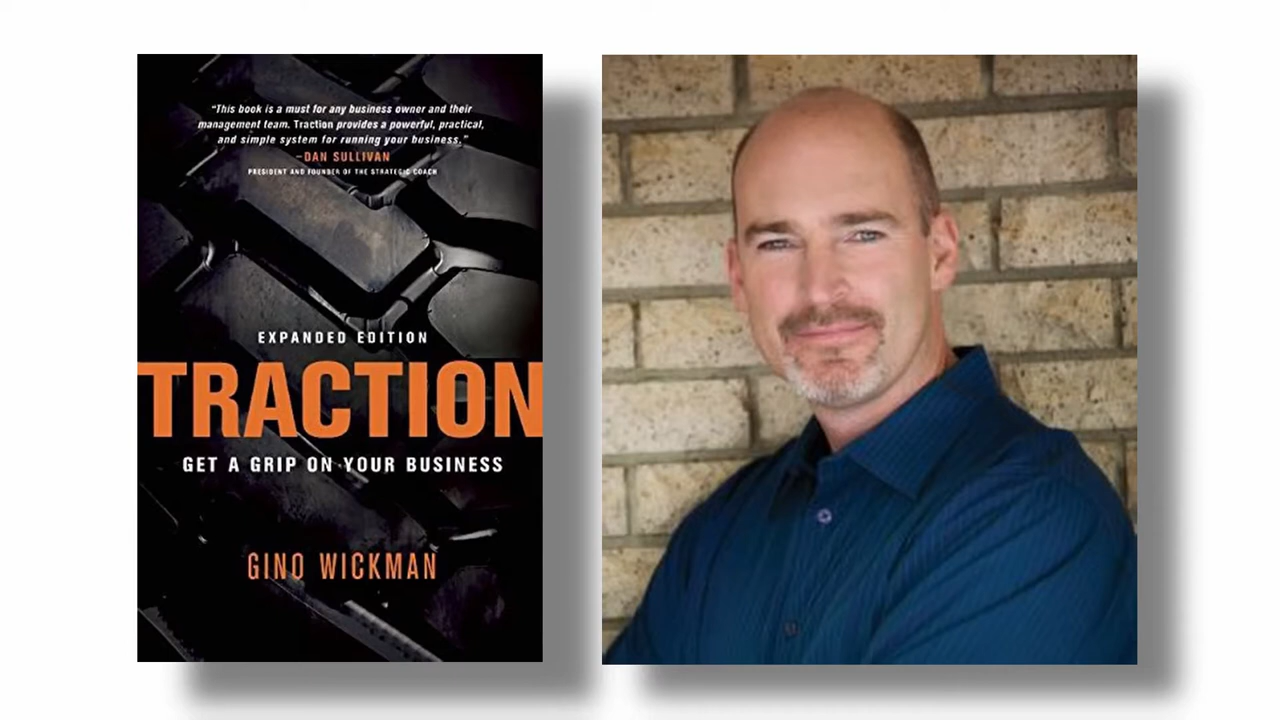 “This book is a must for any business owner and their
management team. Traction provides a powerful, practical,
and simple system for running your business.”
–DAN SULLIVAN
PRESIDENT AND FOUNDER OF THE STRATEGIC COACH
EXPANDED EDITION
TRACTION
GET A GRIP ON YOUR BUSINESS
GINO WICKMAN